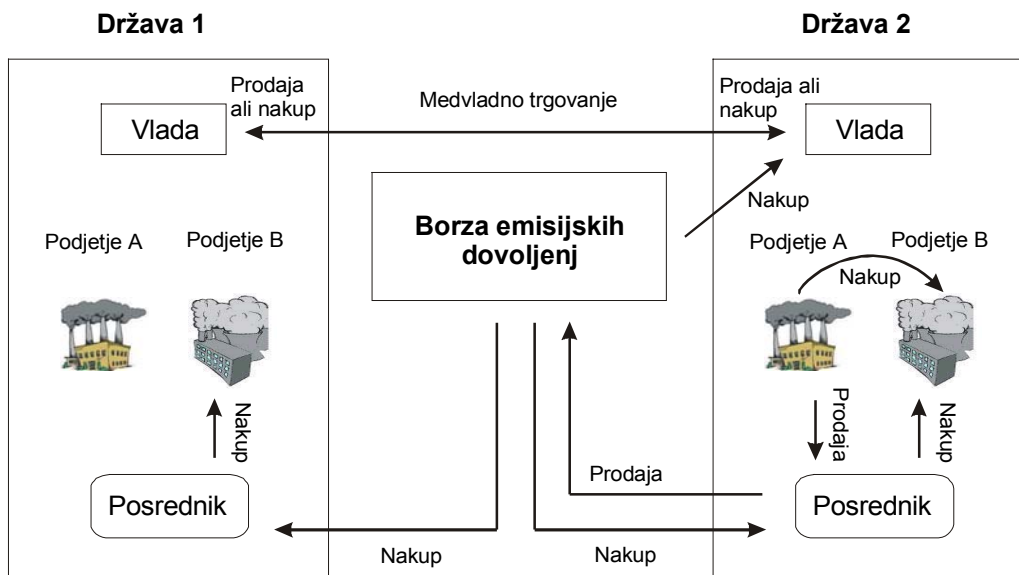 Država 1
Država 2
Prodaja
ali nakup
Medvladno trgovanje
Prodaja ali
nakup
Vlada
Vlada
Nakup
Borza emisijskih
dovoljenj
Podjetje A
Podjetje B
Podjetje A
Podjetje B
Nakup
Nakup
Prodaja
Nakup
Prodaja
Posrednik
Posrednik
Nakup
Nakup